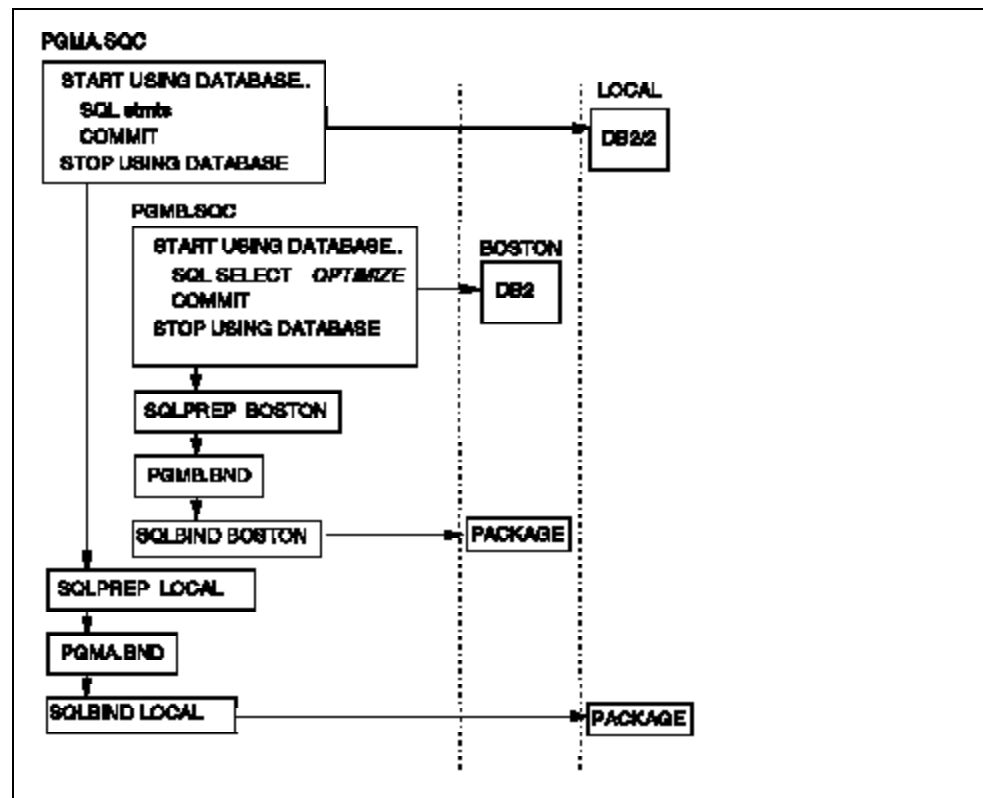 PGMA.SQC
START USING DATABASE..
SQL stmts
COMMIT
STOP USING DATABASE
LOCAL
DB2/2
PGMB.SQC
START USING DATABASE..
SQL SELECT OPTIMIZE
COMMIT
STOP USING DATABASE
BOSTON
DB2
SQLPREP BOSTON
PGMB.BND
SQLBIND BOSTON
PACKAGE
SQLPREP LOCAL
PGMA.BND
SQLBIND LOCAL
PACKAGE